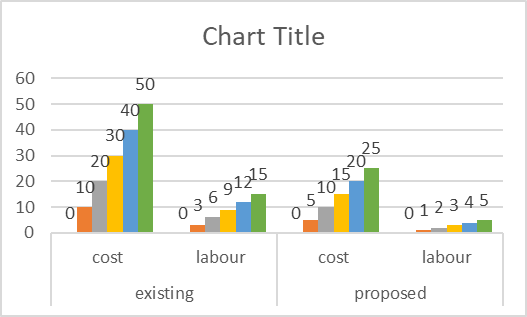 Chart Title
60
50
40
30
20
10
0
0 10 20 30 40 50
0 3 6 9 12 15
0 5 10 15 20 25
0 1 2 3 4 5
cost labour cost labour
existing proposed